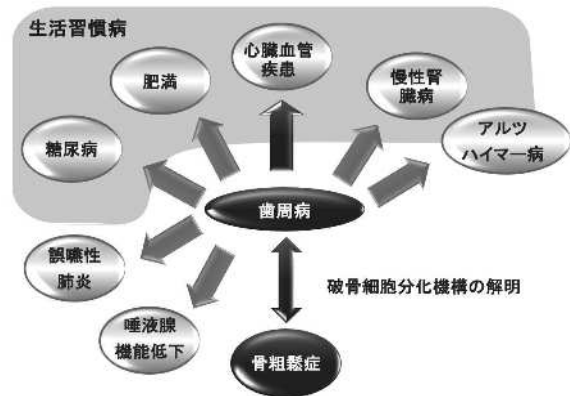 生活習慣病
心臓血管
疾患
肥満
慢性腎
臓病
アルツ
ハイマー病
糖尿病
歯周病
誤嚥性
肺炎
破骨細胞分化機構の解明
唾液腺
機能低下
骨粗鬆症